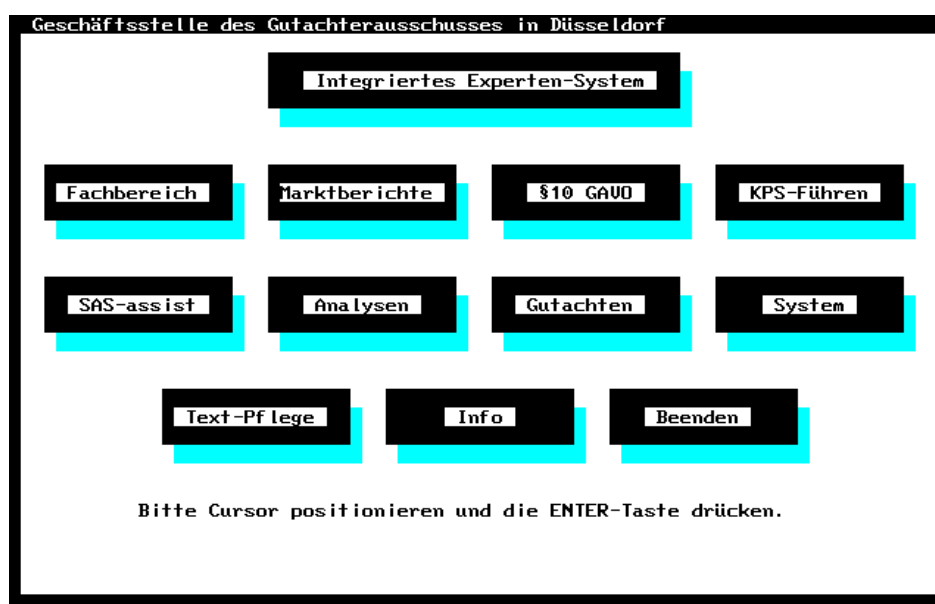 Geschäftsstelle des Gutachterausschusses in Düsseldorf
Integriertes Experten-System
Fachbereich Marktberichte §10 GAVO KPS-Führen
SAS-assist Analysen Gutachten System
Text-Pflege Info Beenden
Bitte Cursor positionieren und die ENTER-Taste drücken.